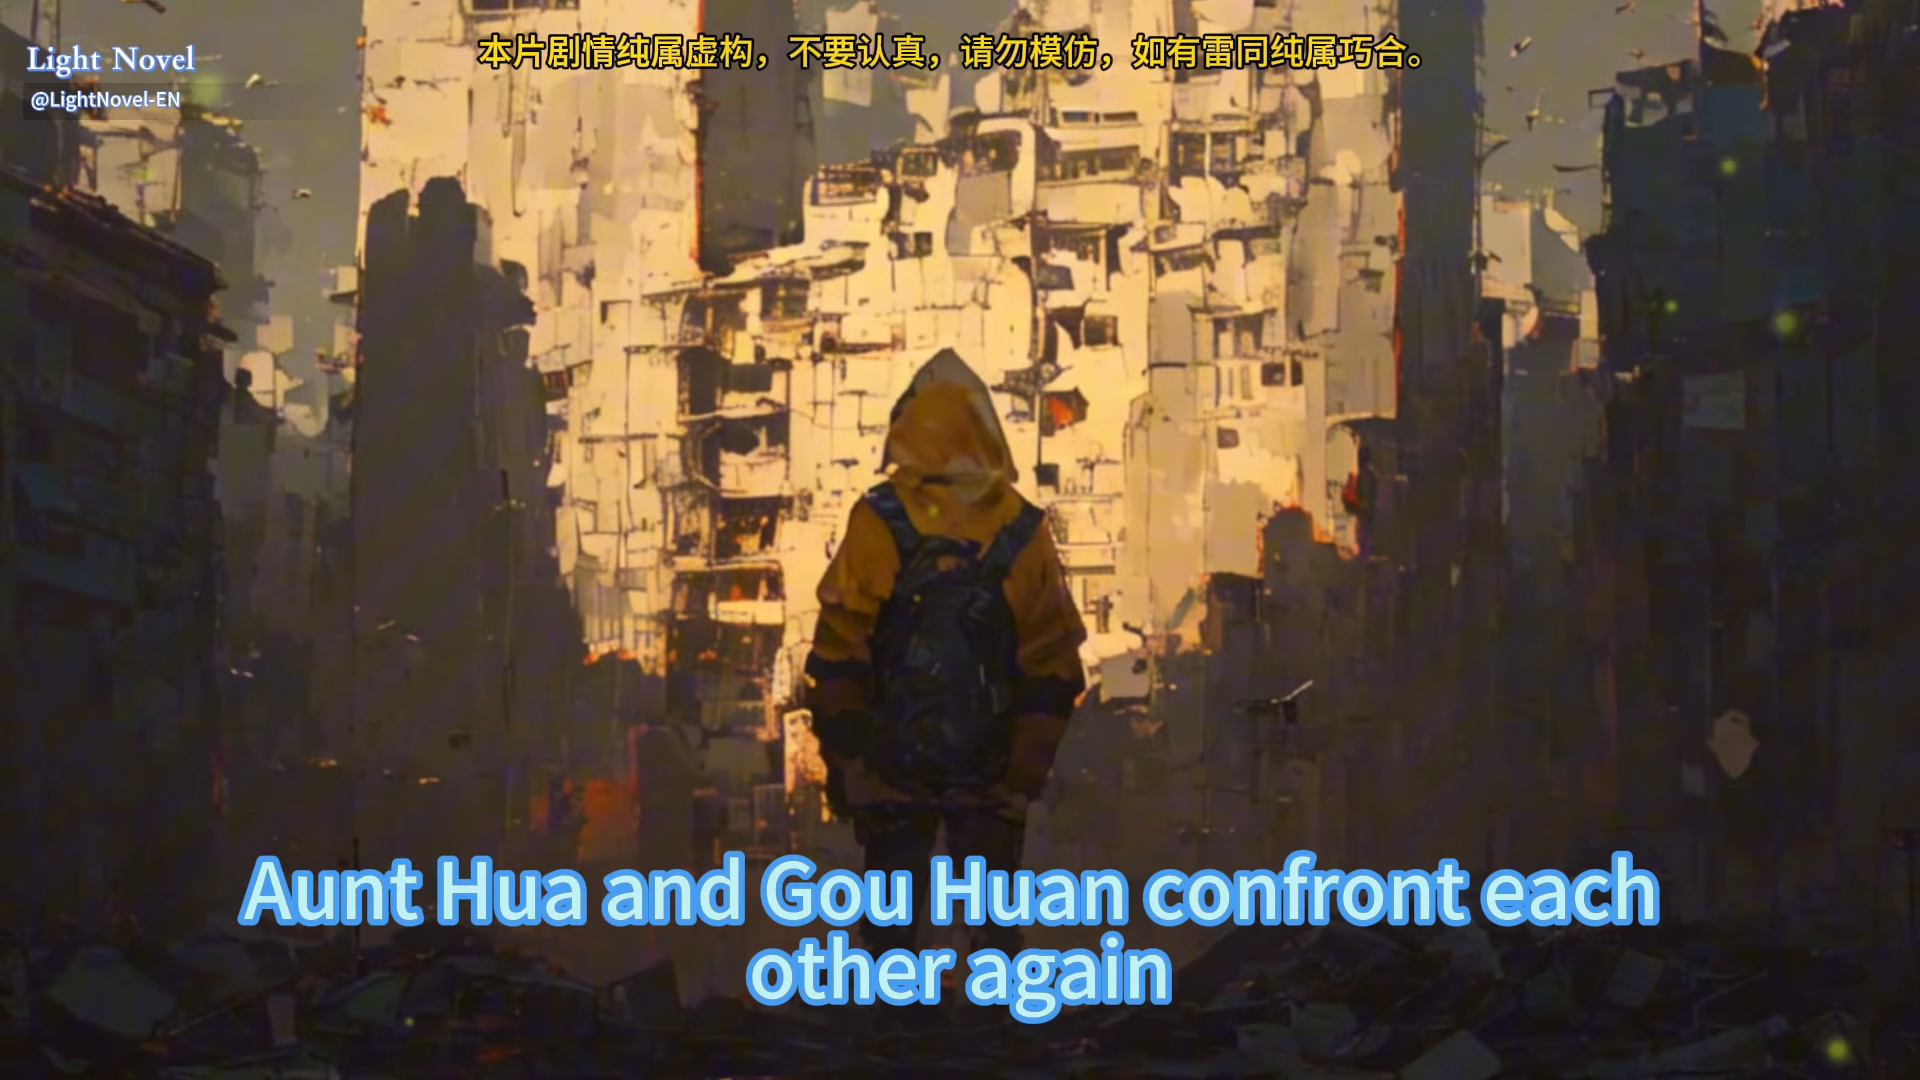 Light Novel
@LightNovel-EN
本片剧情纯属虚构，不要认真，请勿模仿，如有雷同纯属巧合。
Aunt Hua and Gou Huan confront each
other again